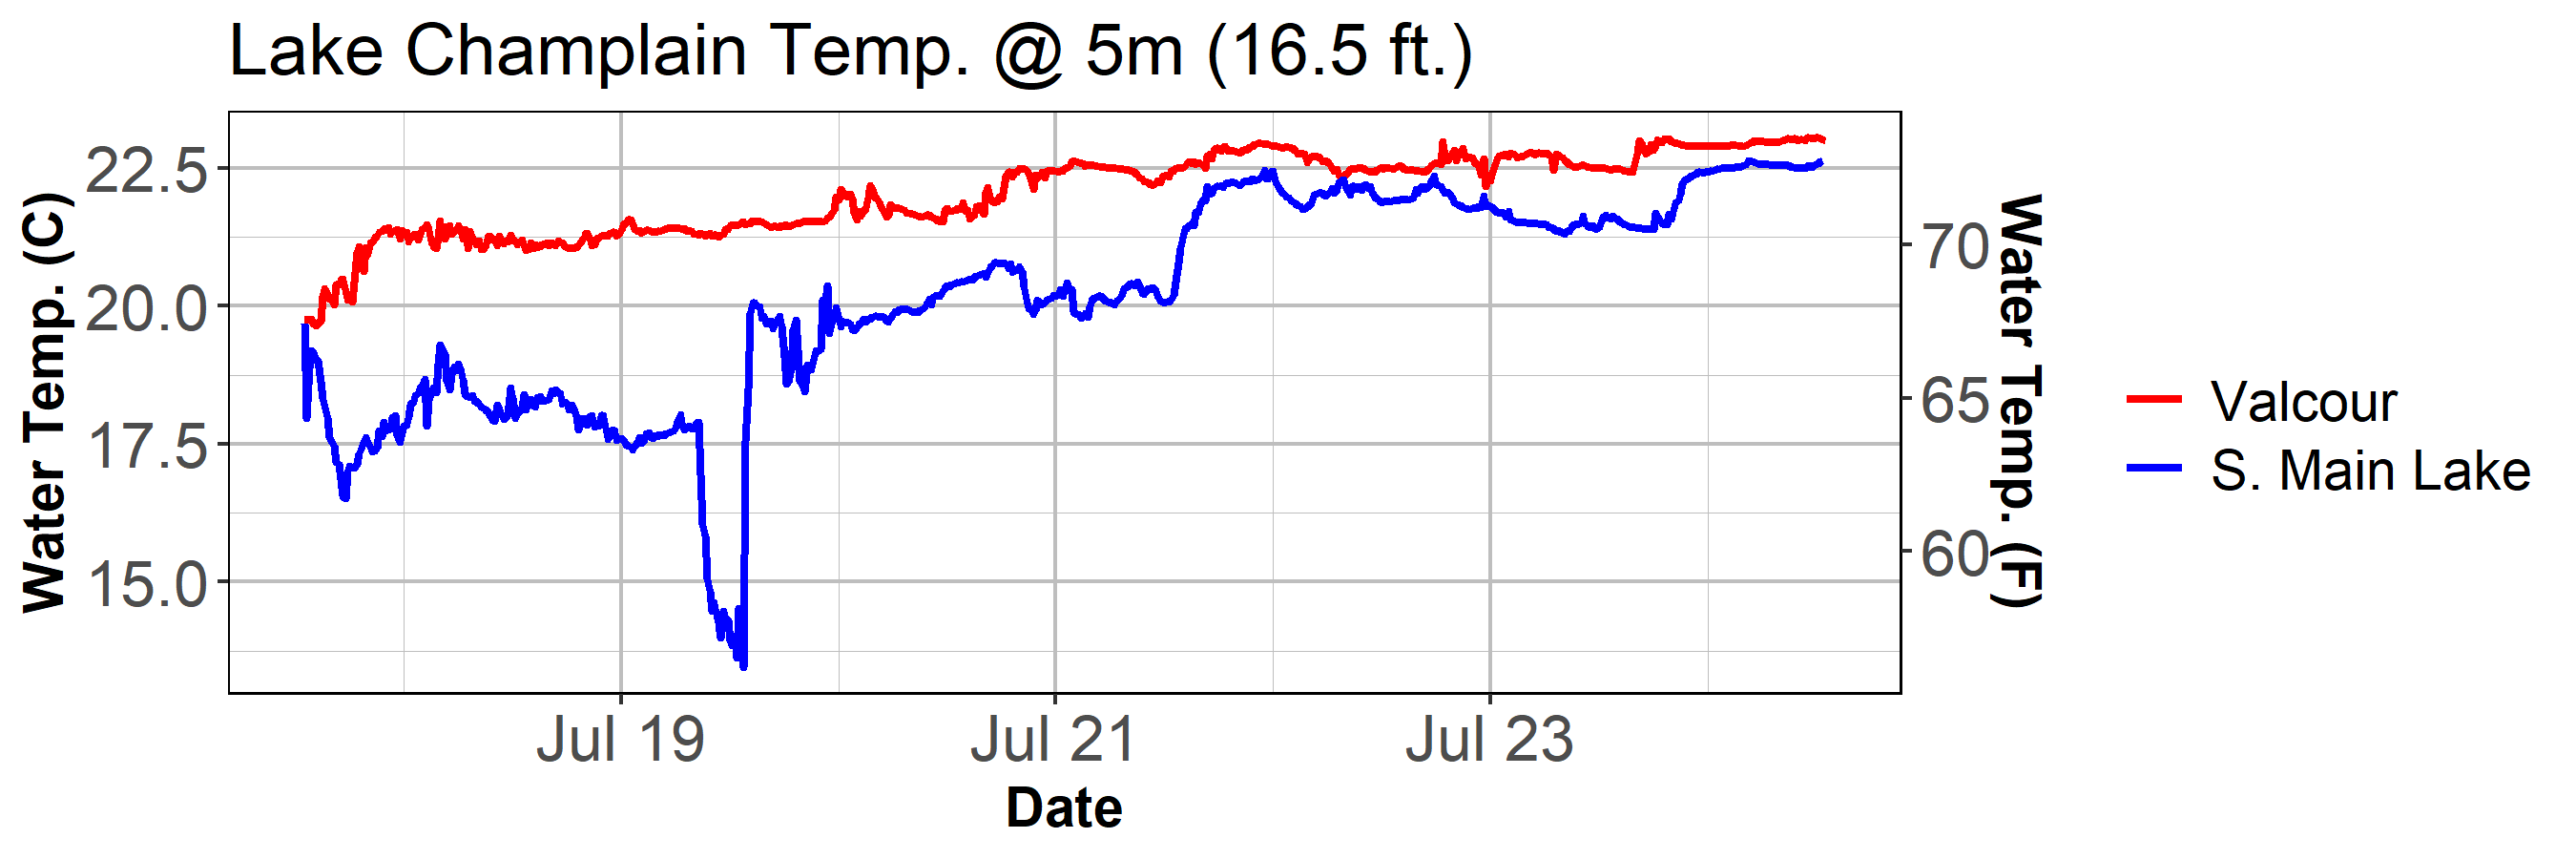 Lake Champlain Temp. @ 5m (16.5 ft.)
Water Temp. (C)
22.5
20.0
17.5
15.0
70
65
60
Water Temp. (F)
Jul 19
Jul 21
Jul 23
Date
Valcour
S. Main Lake